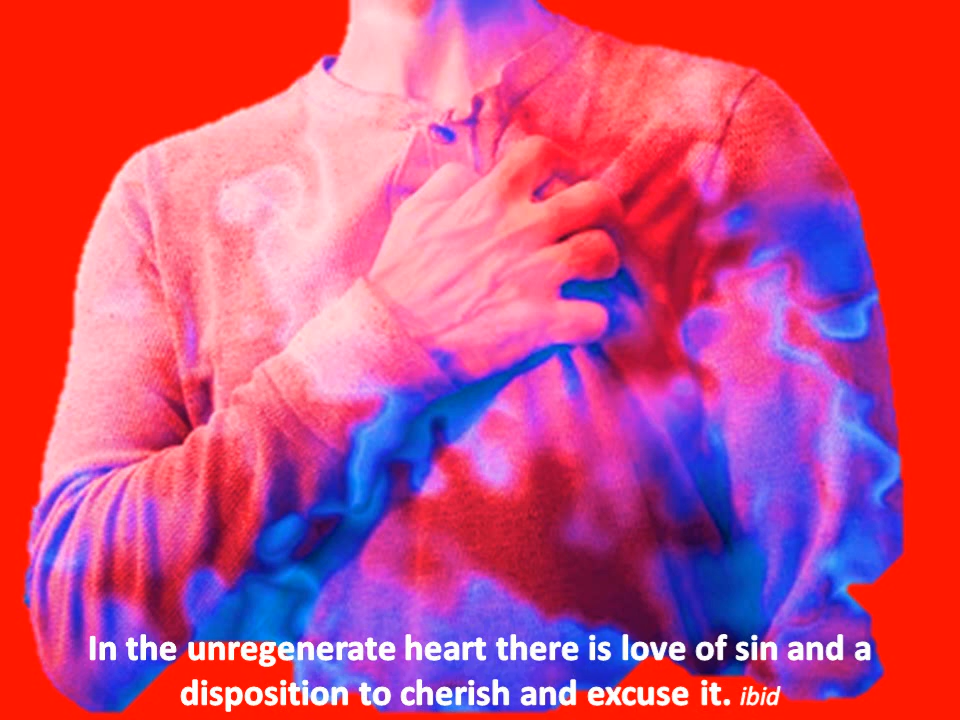 In the unregenerate heart there is love of sin and a
disposition to cherish and excuse it. ibid